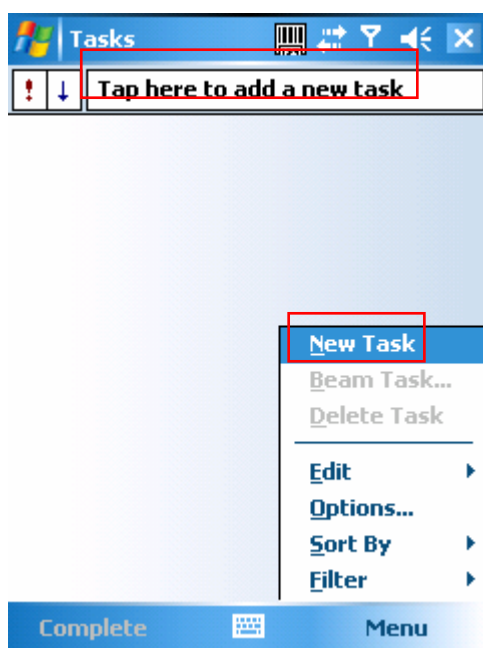 Tasks
! ↓ Tap here to add a new task
New Task
Beam Task...
Delete Task
Edit
Options...
Sort By
Filter
Complete Menu